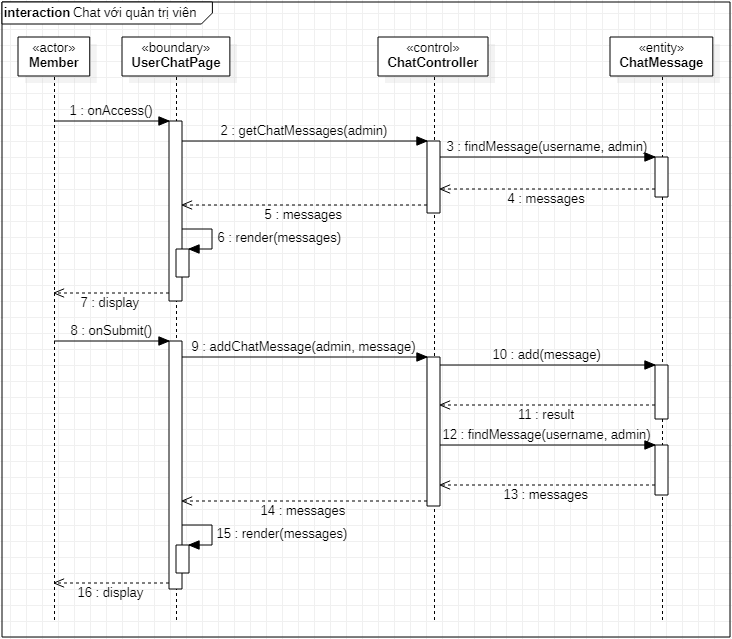 interaction Chat với quản trị viên
«actor»
Member
«boundary»
UserChatPage
«control»
ChatController
«entity»
ChatMessage
1 : onAccess()
2 : getChatMessages(admin)
3 : findMessage(username, admin)
4 : messages
5 : messages
6 : render(messages)
7 : display
8 : onSubmit()
9 : addChatMessage(admin, message)
10 : add(message)
11 : result
12 : findMessage(username, admin)
13 : messages
14 : messages
15 : render(messages)
16 : display